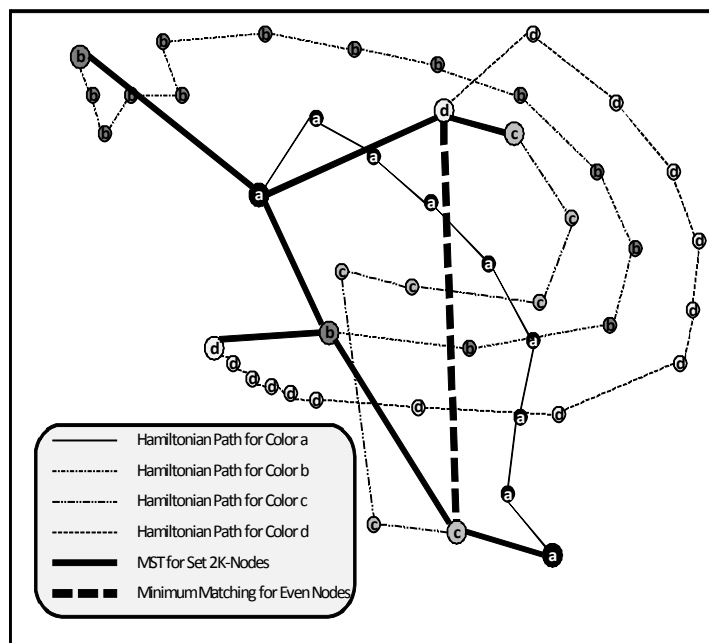 b
d
b
b
b
b
b
b
b
b
d
d
a
b
c
a
b
d
a
a
c
d
b
a
c
c
c
d
b
b
a
d
b
d
d
d
d
d
d
d
a
d
a
c
c
a
Hamiltonian Path for Color a
Hamiltonian Path for Color b
Hamiltonian Path for Color c
Hamiltonian Path for Color d
MST for Set 2K-Nodes
Minimum Matching for Even Nodes